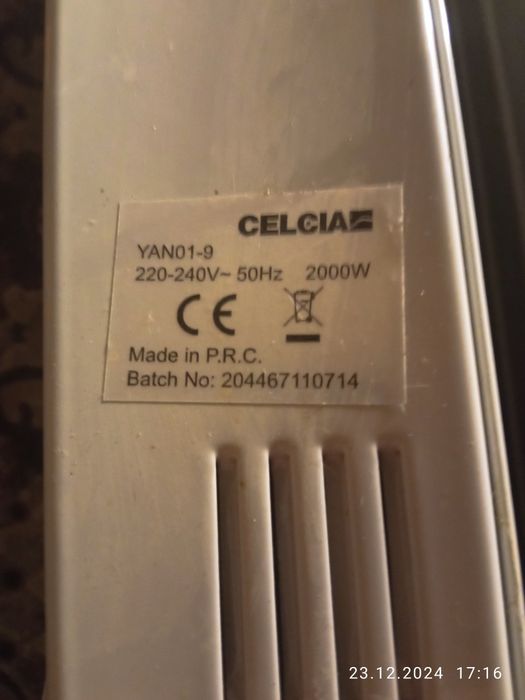 CELCIA
YAN01-9
220-240V~ 50Hz 2000W
CE
Made in P.R.C.
Batch No: 204467110714
23.12.2024 17:16